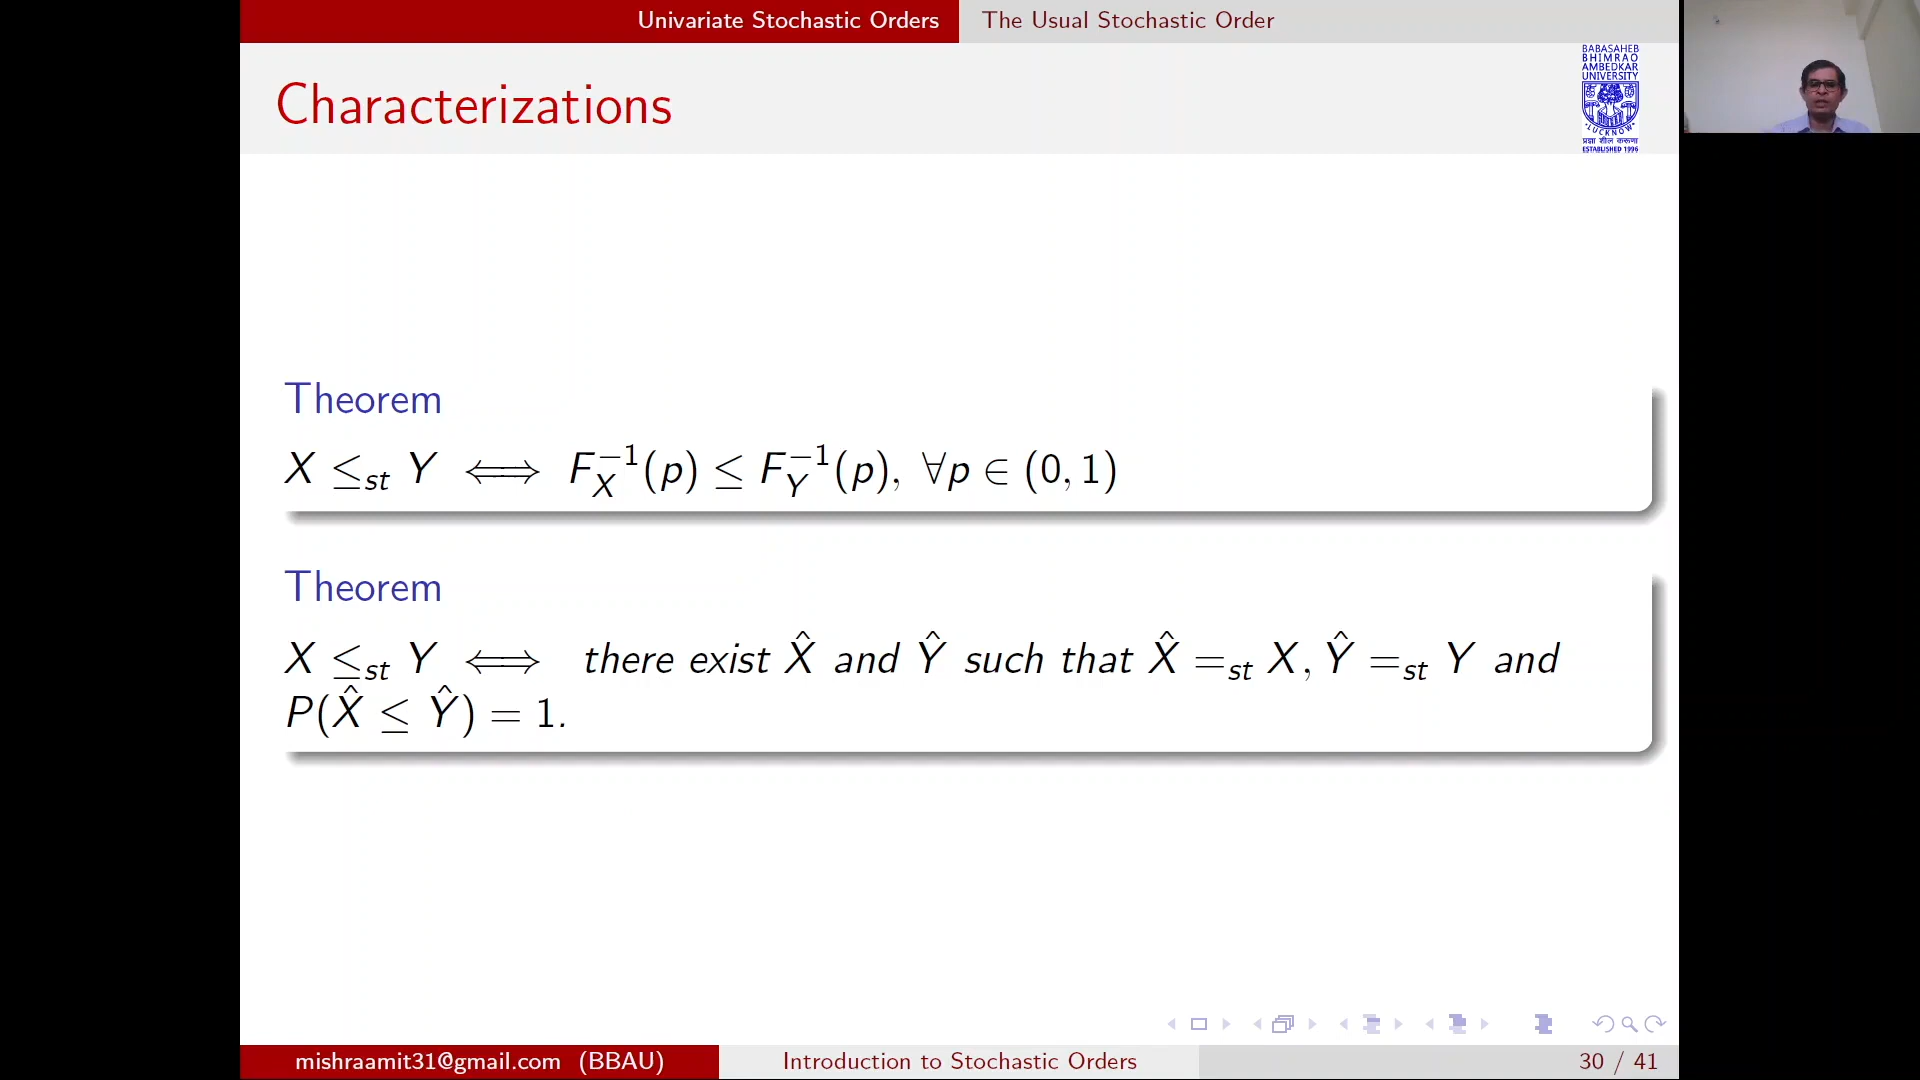 Univariate Stochastic Orders
The Usual Stochastic Order
Characterizations
BABASAHEB
BHIMRAO
AMBEDKAR
UNIVERSITY
LUCKNOW
प्रज्ञा शील करूणा
ESTABLISHED 1996
Theorem
X ≤_st Y ⟺ F_X^{-1}(p) ≤ F_Y^{-1}(p), ∀p ∈ (0, 1)
Theorem
X ≤_st Y ⟺ there exist X̂ and Ŷ such that X̂ =_st X, Ŷ =_st Y and
P(X̂ ≤ Ŷ) = 1.
mishraamit31@gmail.com (BBAU)
Introduction to Stochastic Orders
30 / 41